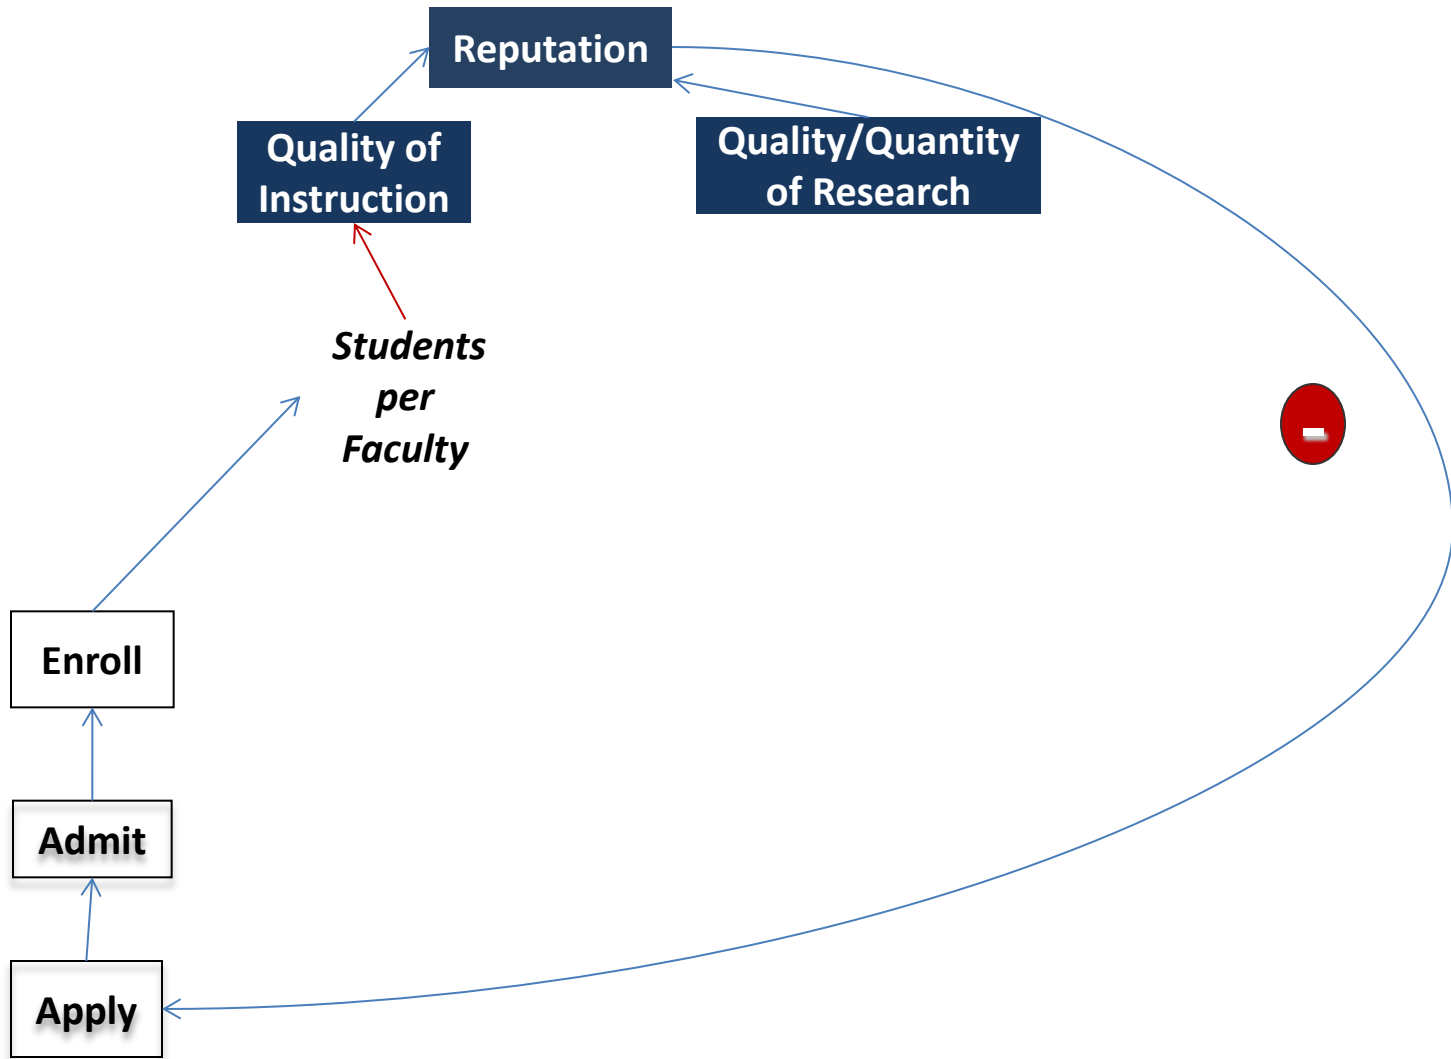 Reputation
Quality of
Instruction
Quality/Quantity
of Research
Students
per
Faculty
-
Enroll
Admit
Apply